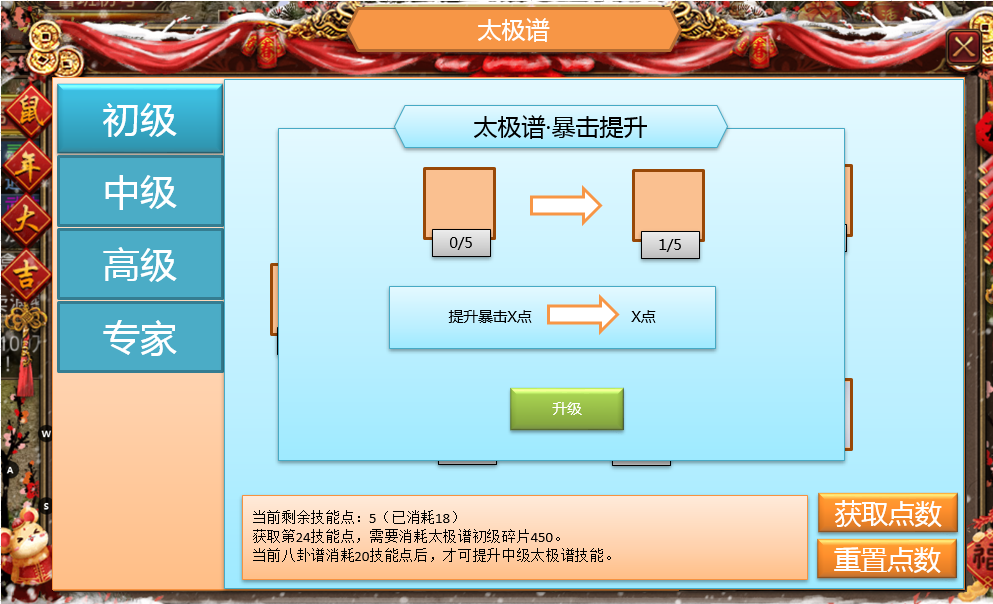 太极谱
鼠
年
大
吉
初级
中级
高级
专家
太极谱·暴击提升
0/5
1/5
提升暴击X点
X点
升级
当前剩余技能点：5（已消耗18）
获取第24技能点，需要消耗太极谱初级碎片450。
当前八卦谱消耗20技能点后，才可提升中级太极谱技能。
获取点数
重置点数
W
A
S